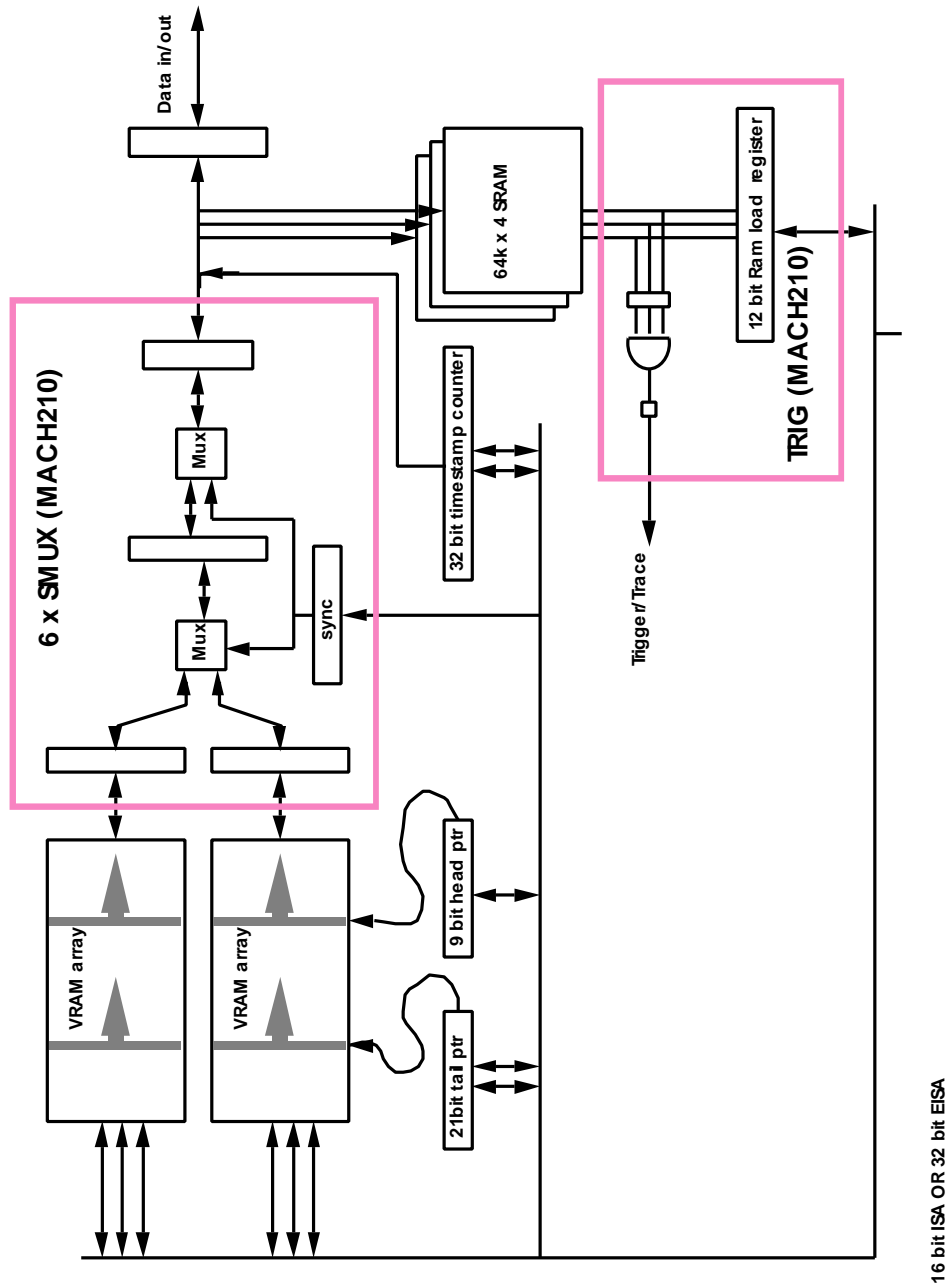 Data in/out
6 x SMUX (MACH210)
Mux
Mux
sync
VRAM array
VRAM array
64k x 4 SRAM
32 bit timestamp counter
9 bit head ptr
21bit tail ptr
12 bit Ram load register
TRIG (MACH210)
Trigger/Trace
16 bit ISA OR 32 bit EISA